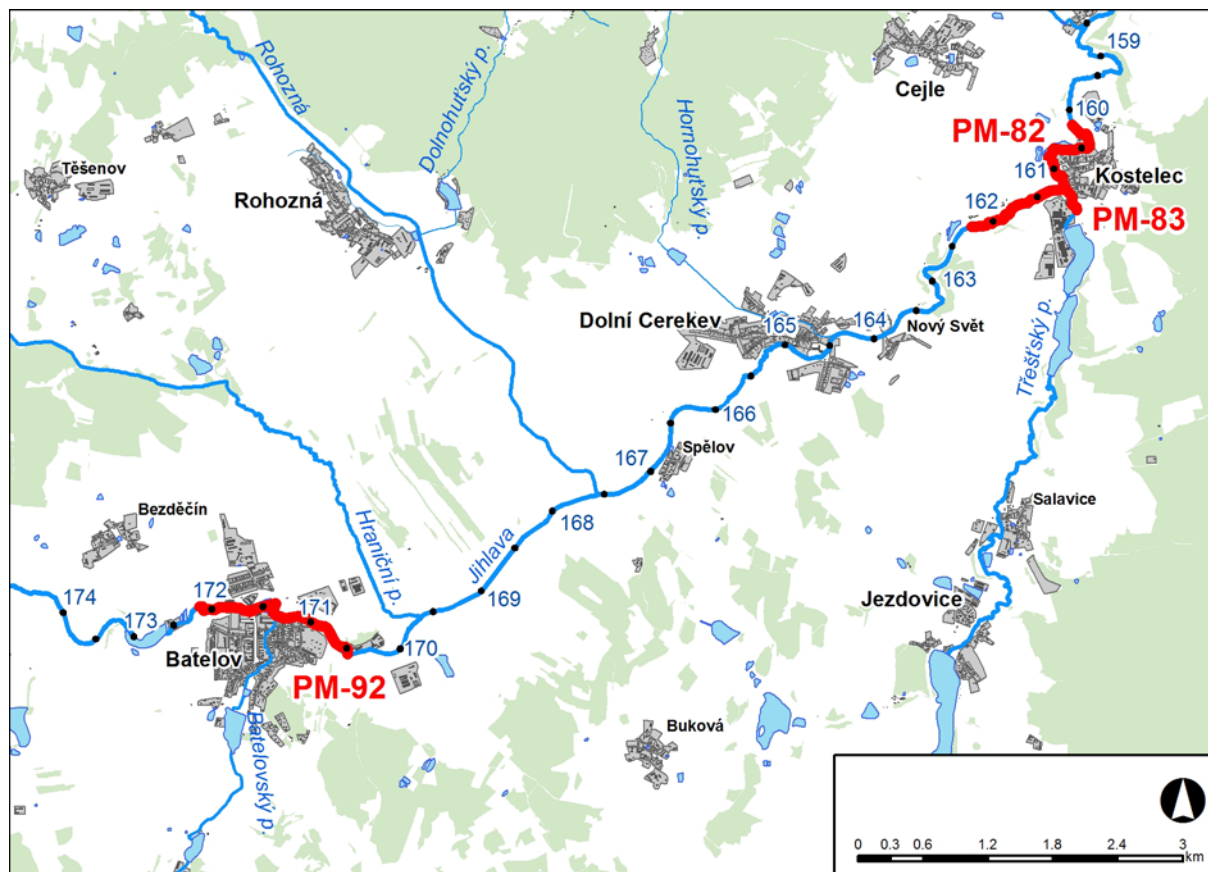 159
Rohozná
Dolnohuťský p.
Cejle
Hornohuťský p.
160
PM-82
Těšenov
161
Kostelec
Rohozná
162
PM-83
163
Dolní Cerekev
165
164
Nový Svět
Třešťský p.
166
Spělov
167
Salavice
Bezděčín
168
Hraniční p.
Jihlava
169
Jezdovice
174
172
171
173
170
Batelov
PM-92
Batelovský p.
Buková
0 0.3 0.6 1.2 1.8 2.4 3
km